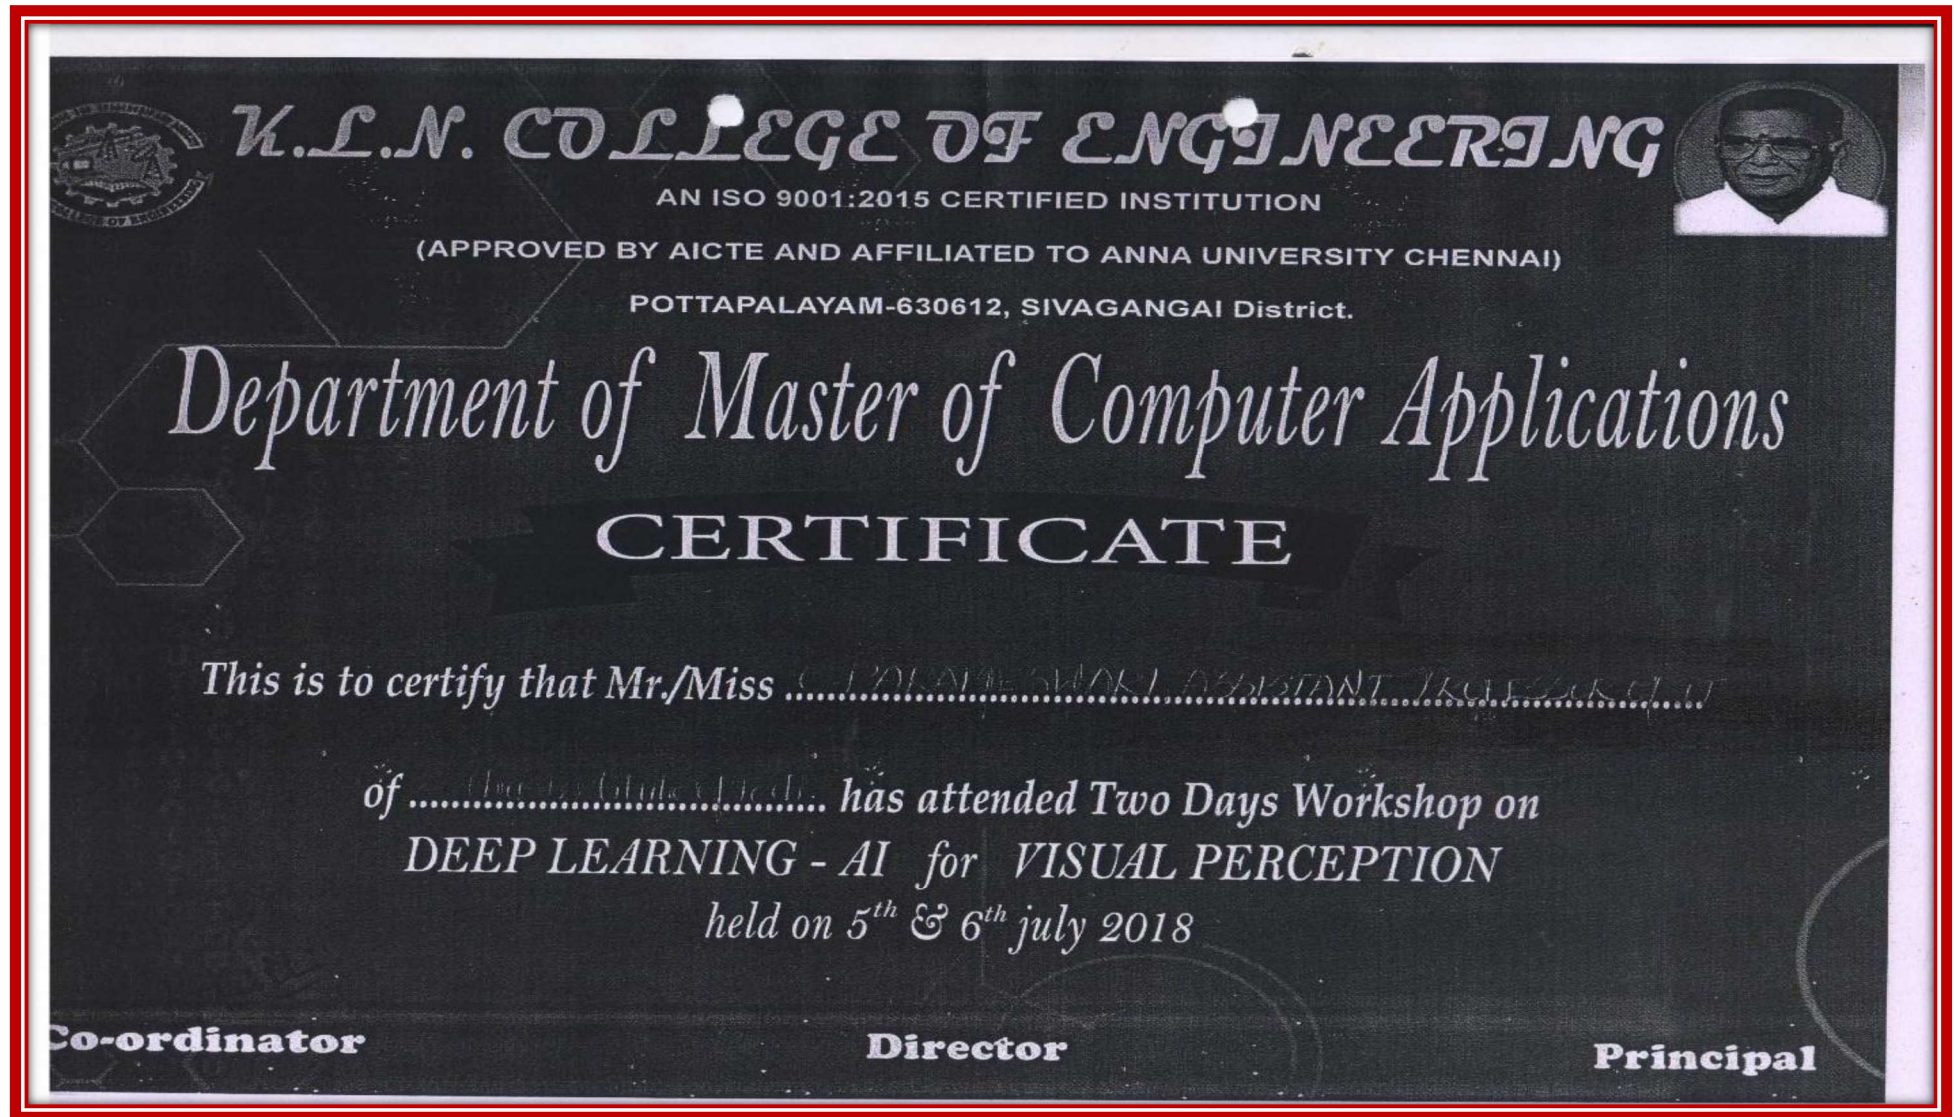 K.L.N. COLLEGE OF ENGINEERING
AN ISO 9001:2015 CERTIFIED INSTITUTION
(APPROVED BY AICTE AND AFFILIATED TO ANNA UNIVERSITY CHENNAI)
POTTAPALAYAM-630612, SIVAGANGAI District.
Department of Master of Computer Applications
CERTIFICATE
This is to certify that Mr./Miss ASSISTANT PROFESSOR
of has attended Two Days Workshop on
DEEP LEARNING - AI for VISUAL PERCEPTION
held on 5th & 6th july 2018
Co-ordinator Director Principal